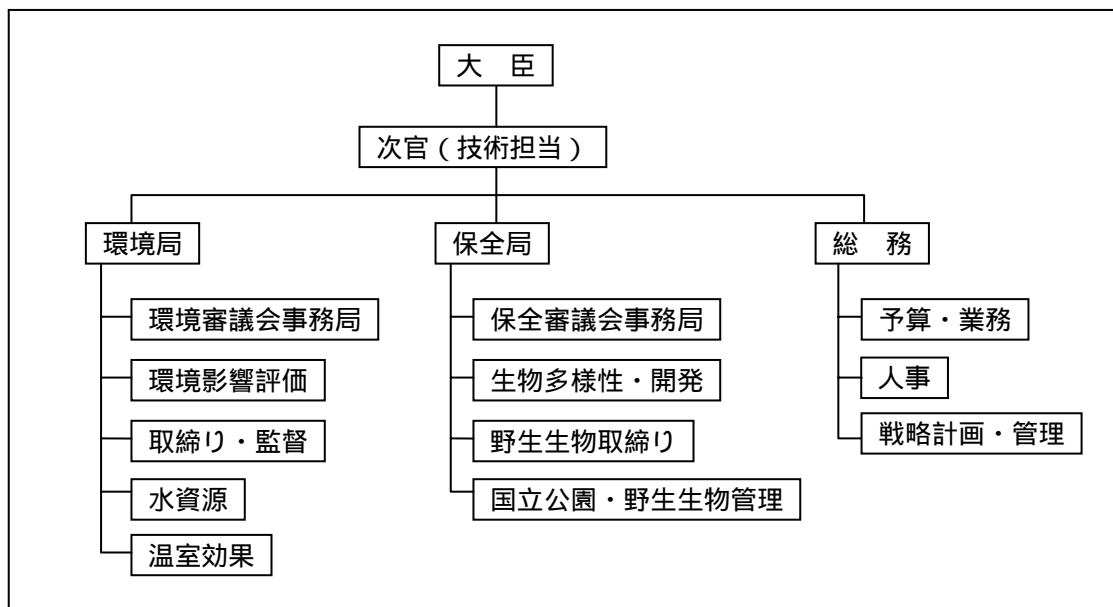 大　臣
次官（技術担当）
環境局
保全局
総　務
環境審議会事務局
保全審議会事務局
予算・業務
環境影響評価
生物多様性・開発
人事
取締り・監督
野生生物取締り
戦略計画・管理
水資源
国立公園・野生生物管理
温室効果